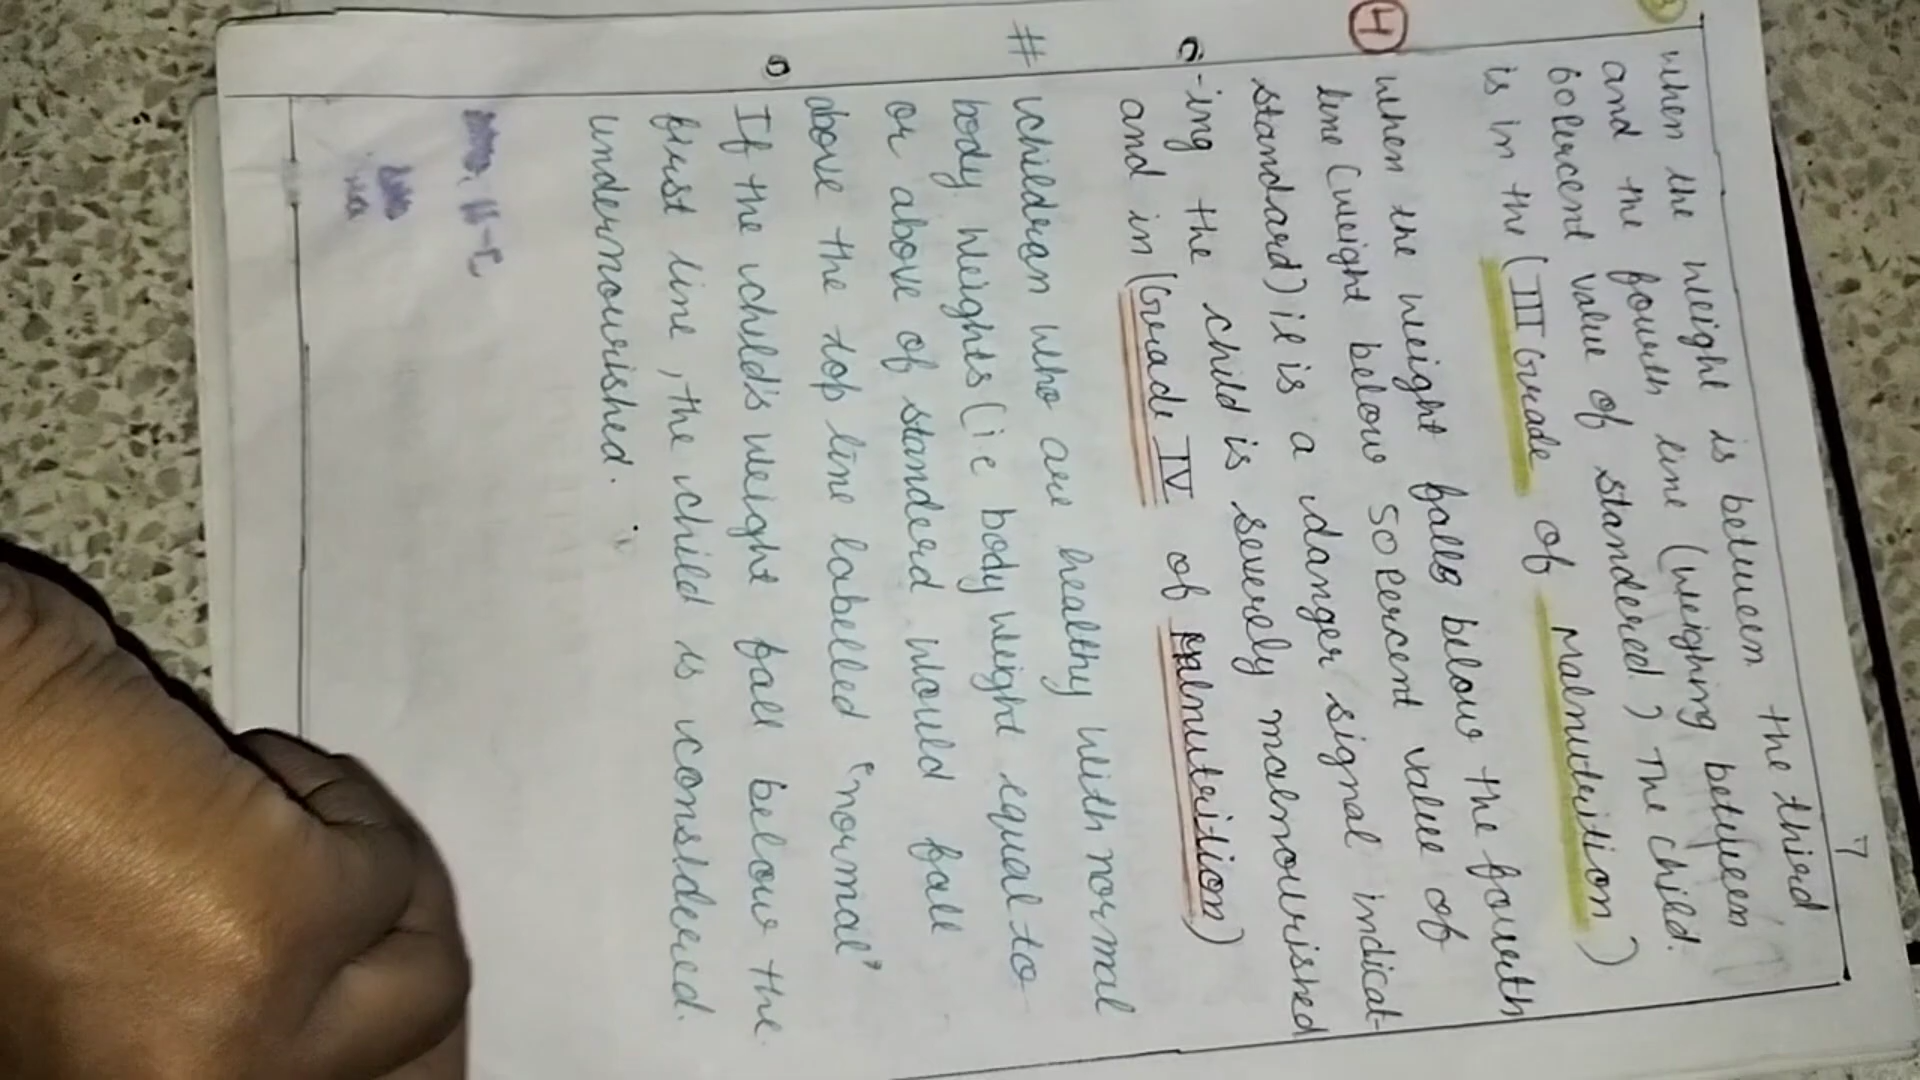 7
when the weight is between the third
and the fourth line (weighing between
60 percent value of standered) The child.
is in the (III Grade of Malnutrition)
4 when the weight falls below the fourth
line (weight below 50 percent value of
standard) it is a danger signal indicat-
-ing the child is severely malnourished
and in (Grade IV of malnutrition)
# children who are healthy with normal
body weights (i e body weight equal to
or above of standerd would fall
above the top line labelled "normal"
If the child's weight fall below the
first line, the child is considered.
undernourished.